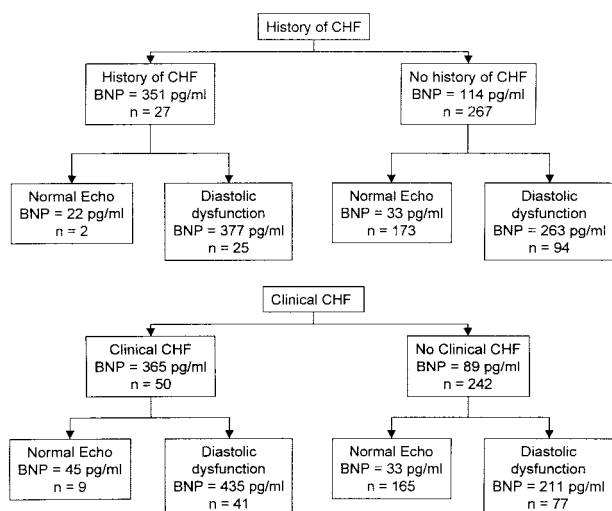 History of CHF
History of CHF
BNP = 351 pg/ml
n = 27
No history of CHF
BNP = 114 pg/ml
n = 267
Normal Echo
BNP = 22 pg/ml
n = 2
Diastolic
dysfunction
BNP = 377 pg/ml
n = 25
Normal Echo
BNP = 33 pg/ml
n = 173
Diastolic
dysfunction
BNP = 263 pg/ml
n = 94
Clinical CHF
Clinical CHF
BNP = 365 pg/ml
n = 50
No Clinical CHF
BNP = 89 pg/ml
n = 242
Normal Echo
BNP = 45 pg/ml
n = 9
Diastolic
dysfunction
BNP = 435 pg/ml
n = 41
Normal Echo
BNP = 33 pg/ml
n = 165
Diastolic
dysfunction
BNP = 211 pg/ml
n = 77